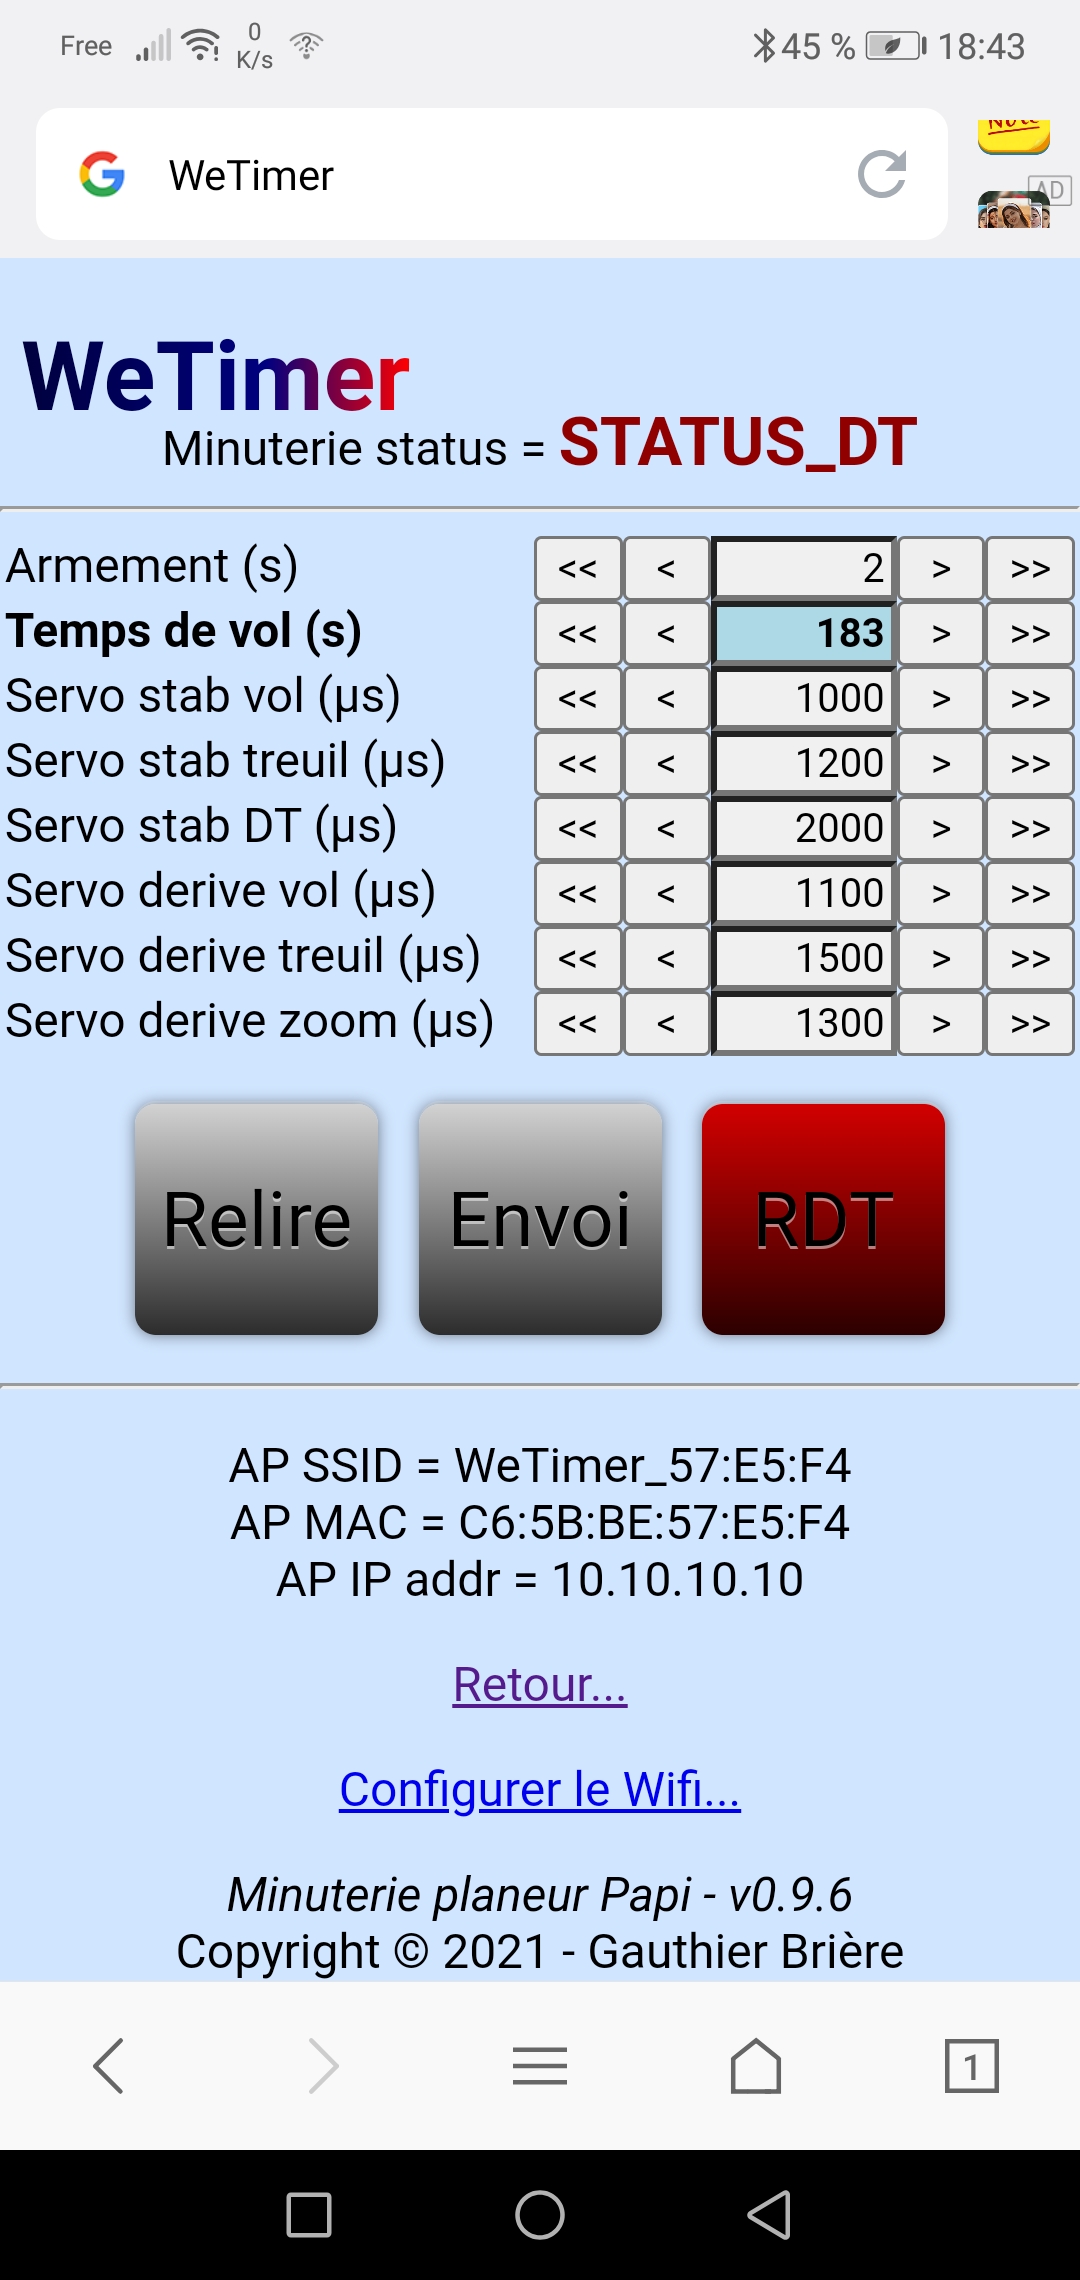 Free 0 K/s 45 % 18:43
Note
WeTimer
AD
WeTimer
Minuterie status = STATUS_DT
Armement (s) << < 2 > >>
Temps de vol (s) << < 183 > >>
Servo stab vol (µs) << < 1000 > >>
Servo stab treuil (µs) << < 1200 > >>
Servo stab DT (µs) << < 2000 > >>
Servo derive vol (µs) << < 1100 > >>
Servo derive treuil (µs) << < 1500 > >>
Servo derive zoom (µs) << < 1300 > >>
Relire Envoi RDT
AP SSID = WeTimer_57:E5:F4
AP MAC = C6:5B:BE:57:E5:F4
AP IP addr = 10.10.10.10
Retour...
Configurer le Wifi...
Minuterie planeur Papi - v0.9.6
Copyright © 2021 - Gauthier Brière
1